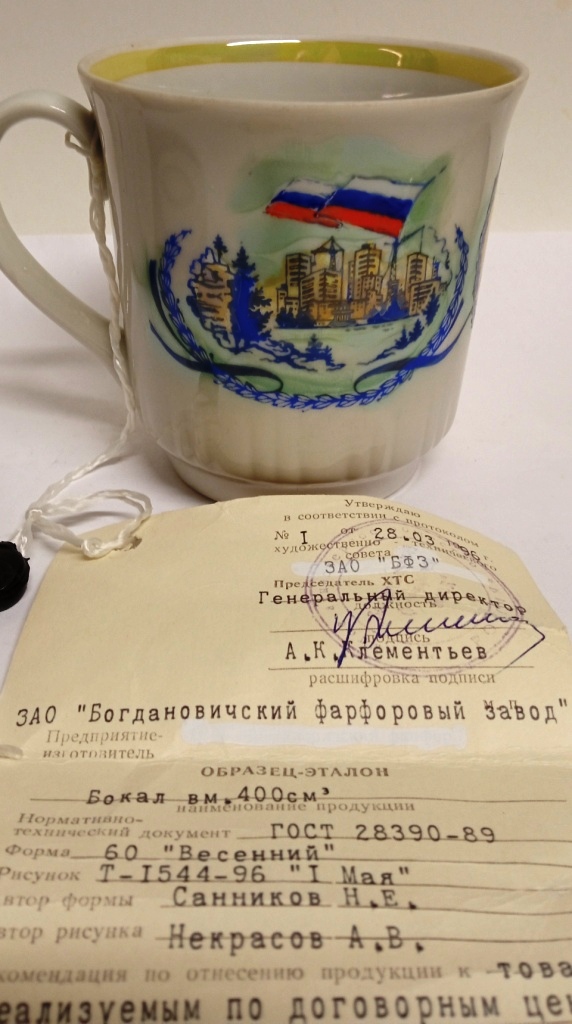 Утверждаю
в соответствии с протоколом
№ I от 28.03 1996 г.
художественно - технического
совета
ЗАО "БФЗ"
Председатель ХТС
Генеральный директор
должность
подпись
А.К.Клементьев
расшифровка подписи
ЗАО "Богдановичский фарфоровый завод"
Предприятие-
изготовитель
ОБРАЗЕЦ-ЭТАЛОН
Бокал вм.400см³
наименование продукции
Нормативно-
технический документ ГОСТ 28390-89
Форма 60 "Весенний"
Рисунок Т-I544-96 "I Мая"
втор формы Санников Н.Е.
втор рисунка Некрасов А.В.
комендация по отнесению продукции к това
еализуемым по договорным цен